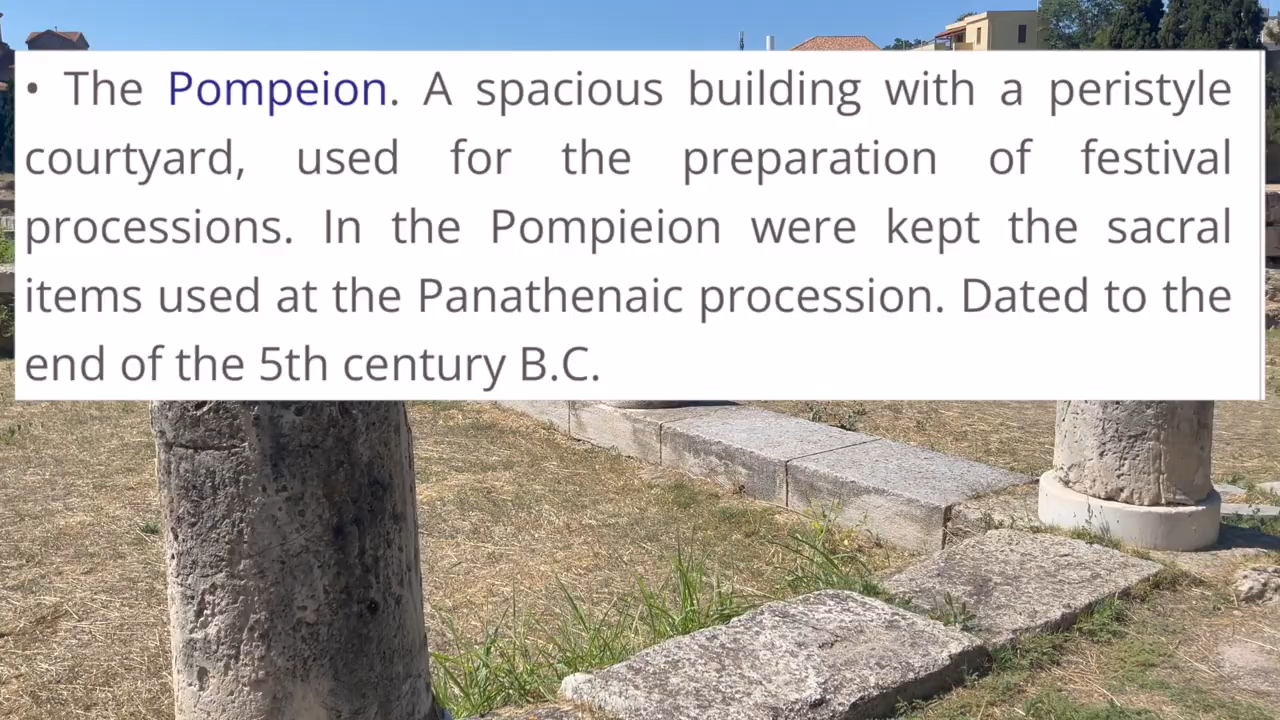 • The Pompeion. A spacious building with a peristyle
courtyard, used for the preparation of festival
processions. In the Pompieion were kept the sacral
items used at the Panathenaic procession. Dated to the
end of the 5th century B.C.